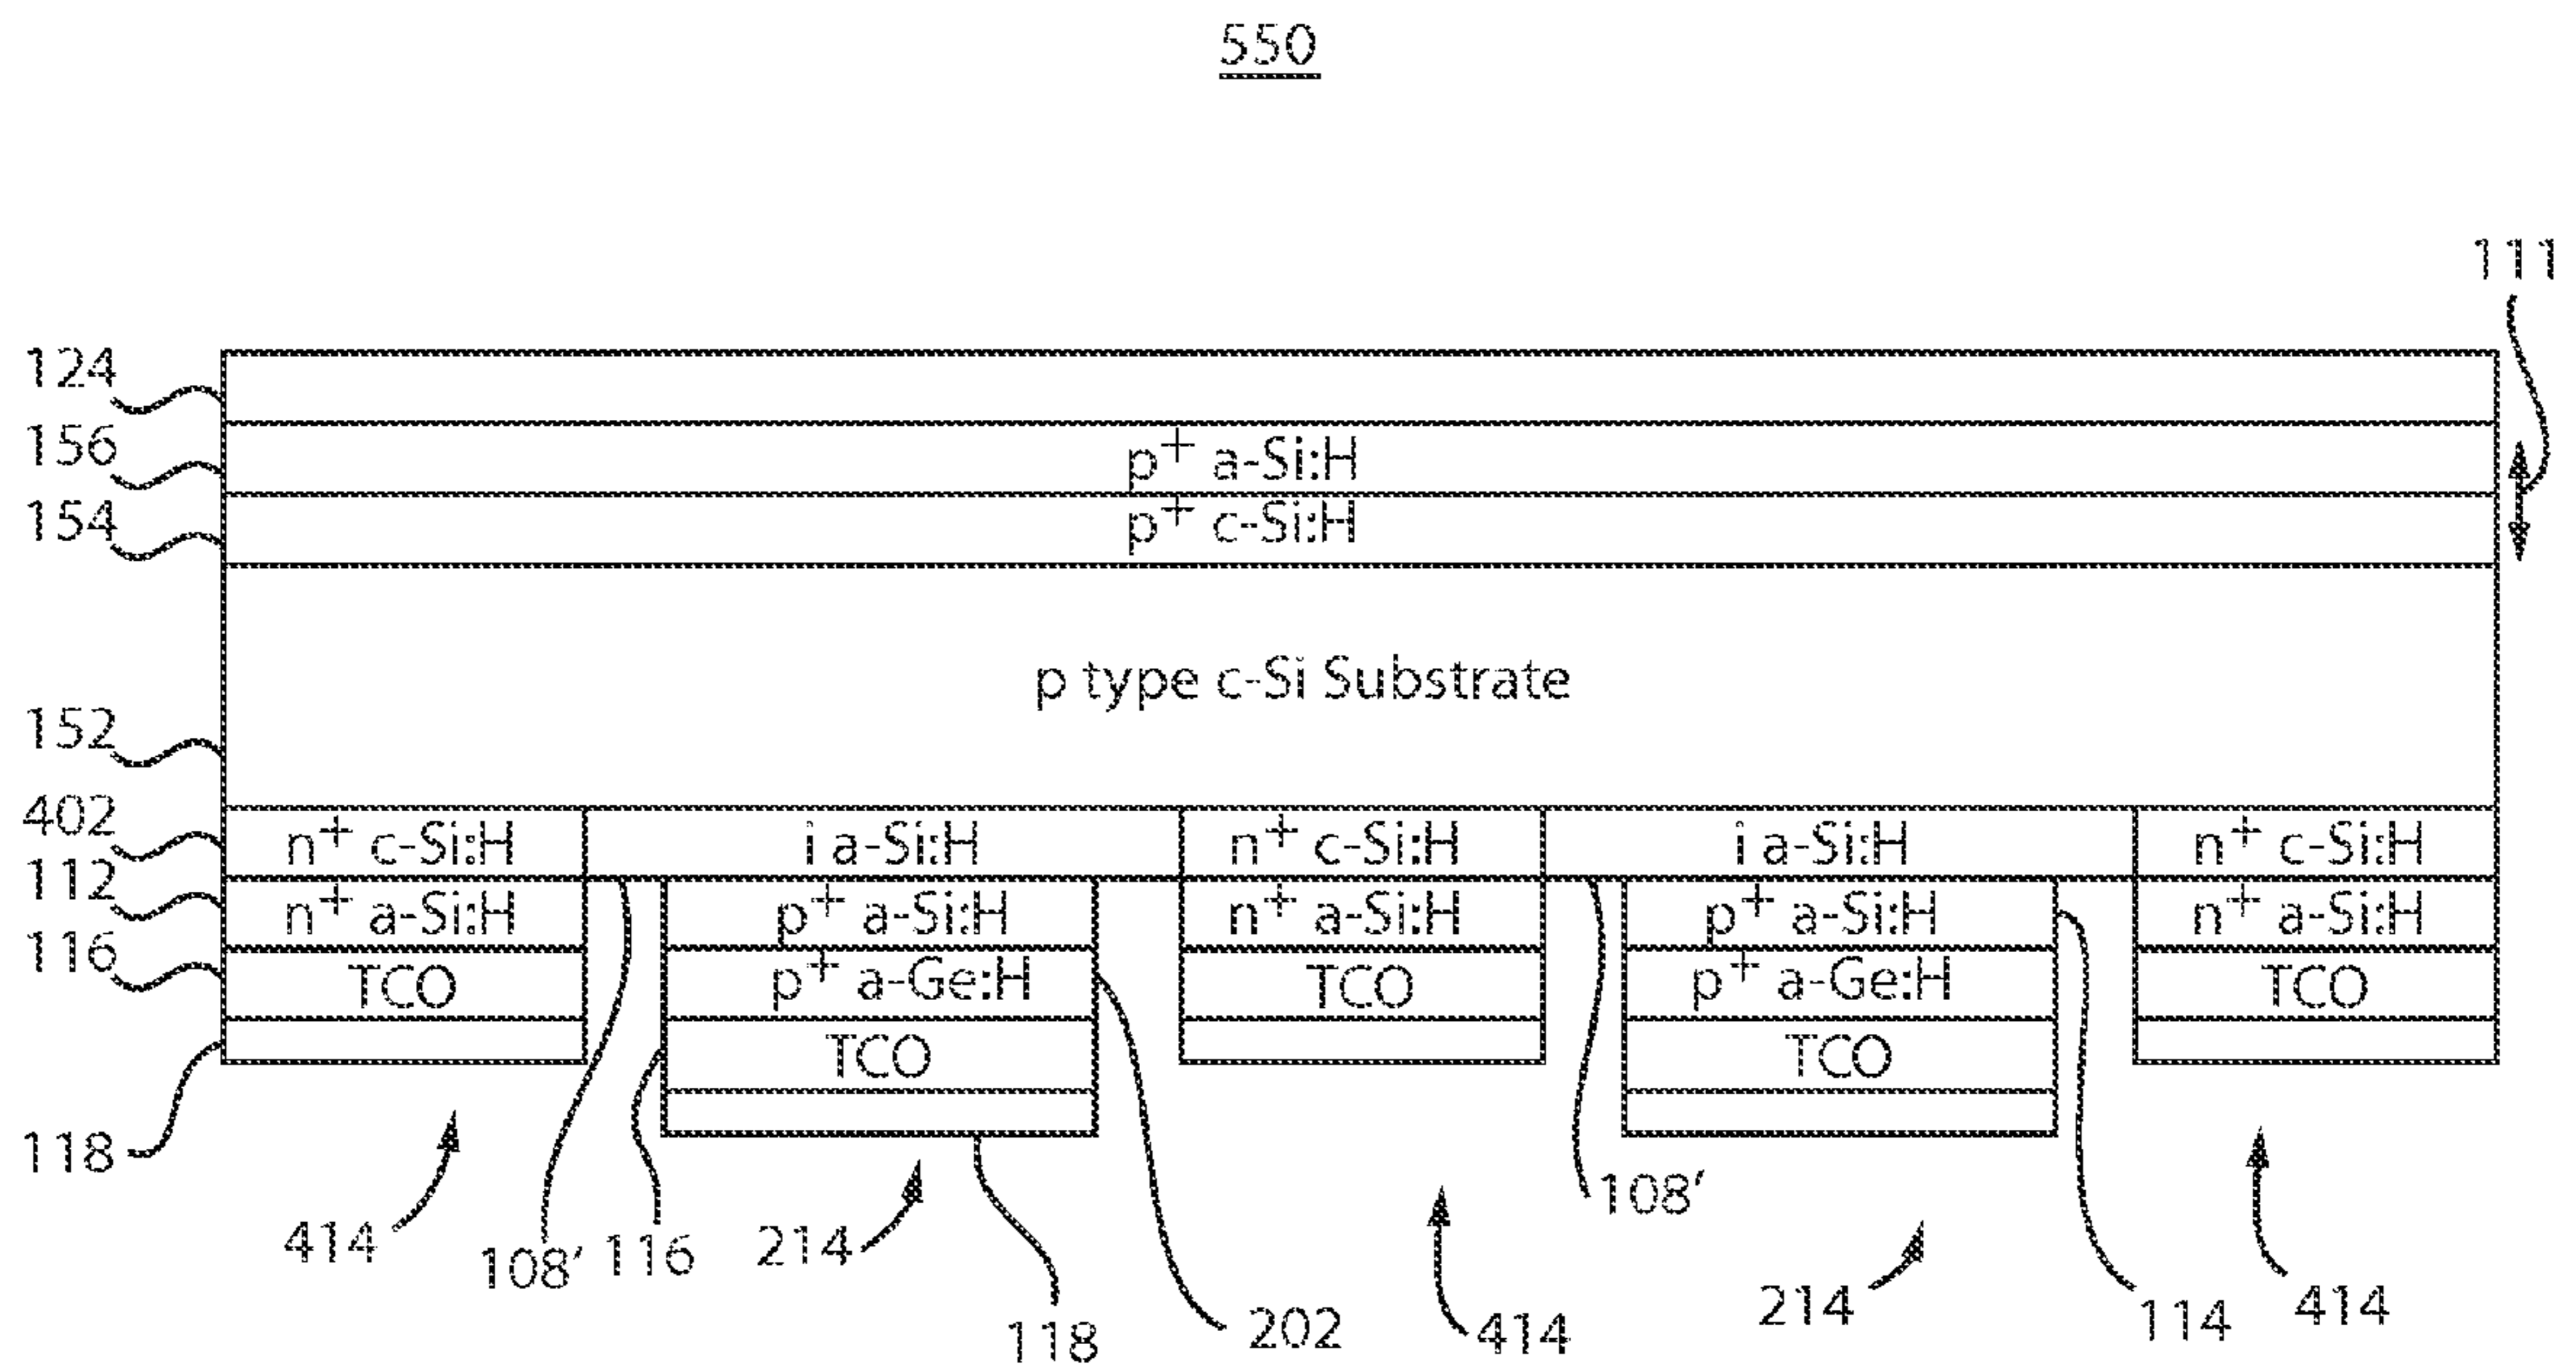 550
111
124
156 p+ a-Si:H
154 p+ c-Si:H
p type c-Si Substrate
152
402 n+ c-Si:H i a-Si:H n+ c-Si:H i a-Si:H n+ c-Si:H
112 n+ a-Si:H p+ a-Si:H n+ a-Si:H p+ a-Si:H n+ a-Si:H
116 TCO p+ a-Ge:H TCO p+ a-Ge:H TCO
TCO TCO
118
414 108′ 116 214 118 202 414 108′ 214 114 414